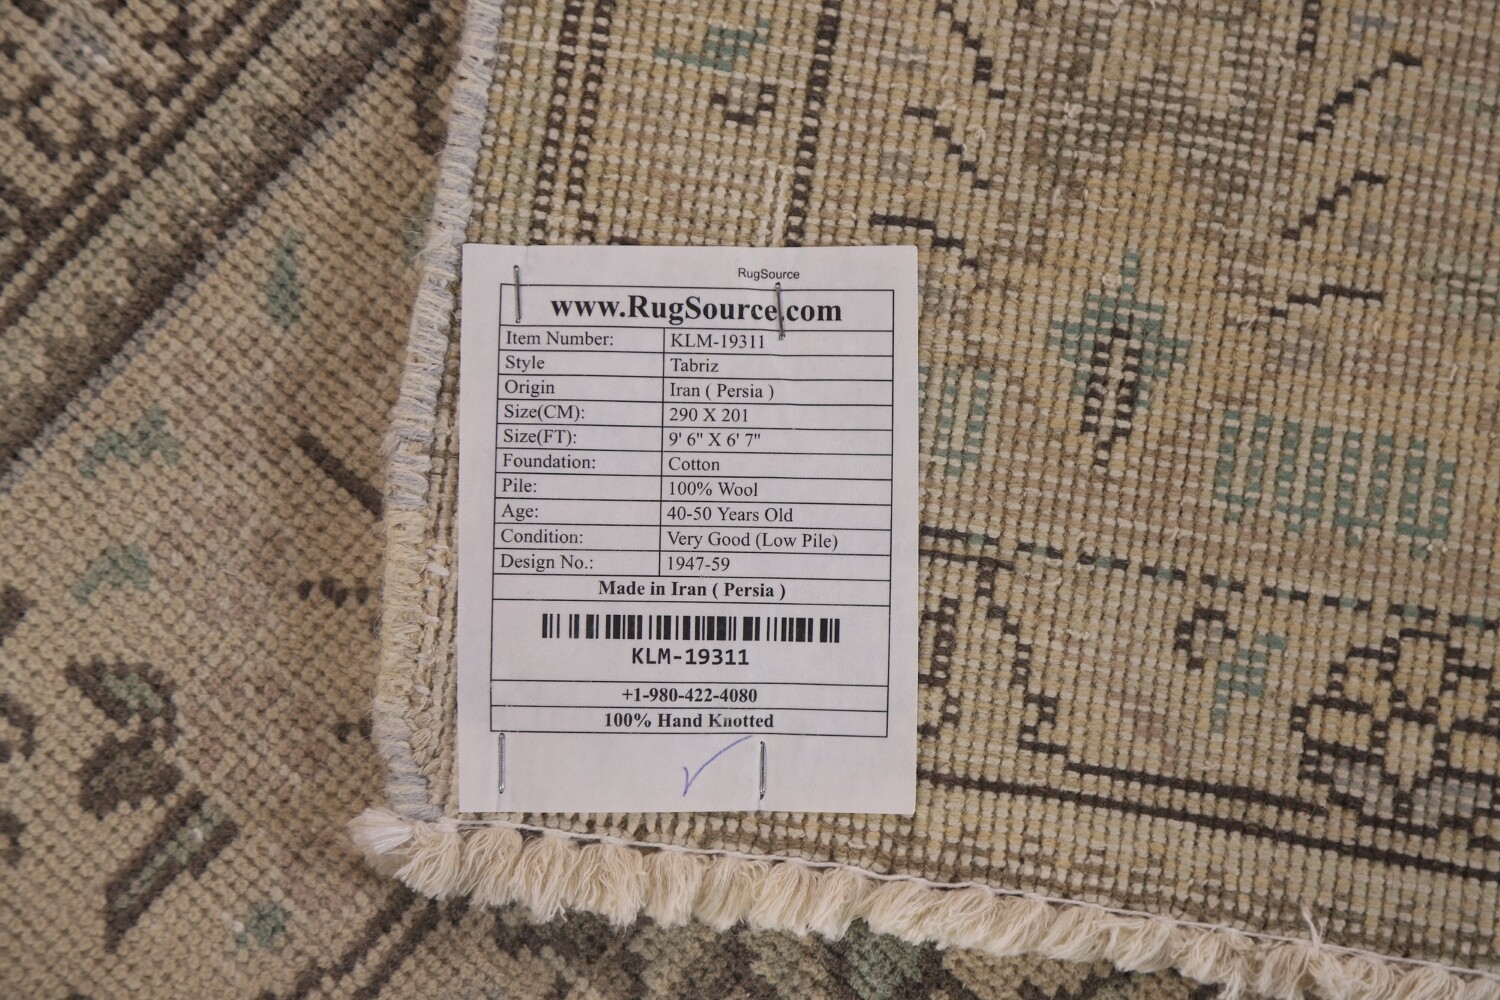 RugSource
www.RugSource.com
Item Number: KLM-19311
Style Tabriz
Origin Iran ( Persia )
Size(CM): 290 X 201
Size(FT): 9' 6" X 6' 7"
Foundation: Cotton
Pile: 100% Wool
Age: 40-50 Years Old
Condition: Very Good (Low Pile)
Design No.: 1947-59
Made in Iran ( Persia )
KLM-19311
+1-980-422-4080
100% Hand Knotted